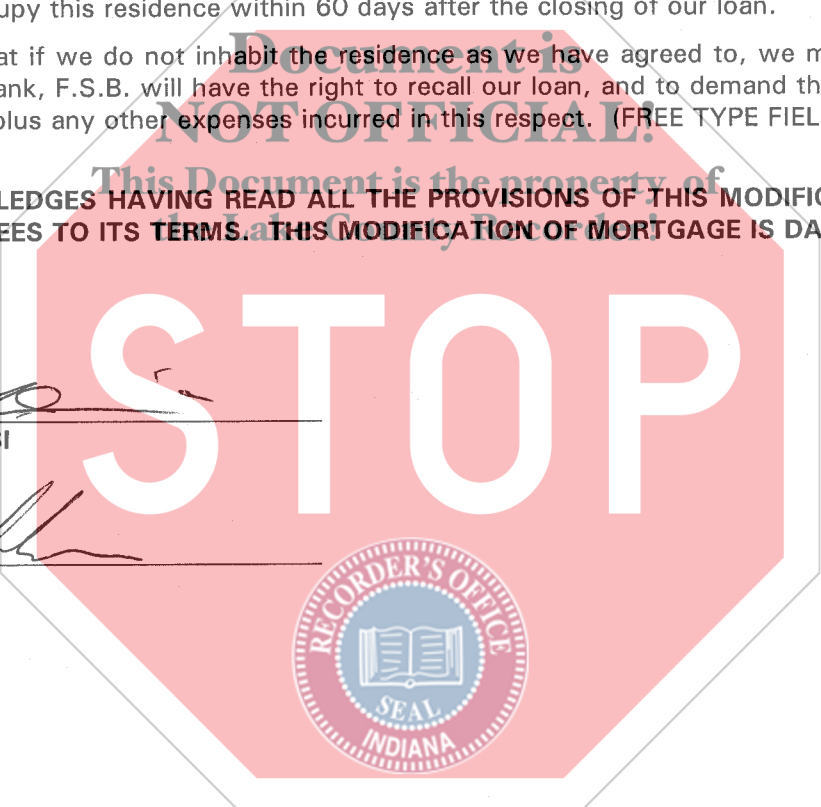 upy this residence within 60 days after the closing of our loan.
Document is
at if we do not inhabit the residence as we have agreed to, we m
ank, F.S.B. will have the right to recall our loan, and to demand th
NOT OFFICIAL!
plus any other expenses incurred in this respect. (FREE TYPE FIEL
This Document is the property of
LEDGES HAVING READ ALL THE PROVISIONS OF THIS MODIFIC
the Lake County Recorder!
EES TO ITS TERMS. THIS MODIFICATION OF MORTGAGE IS DA
STOP
SI
RECORDER'S OFFICE
SEAL
INDIANA